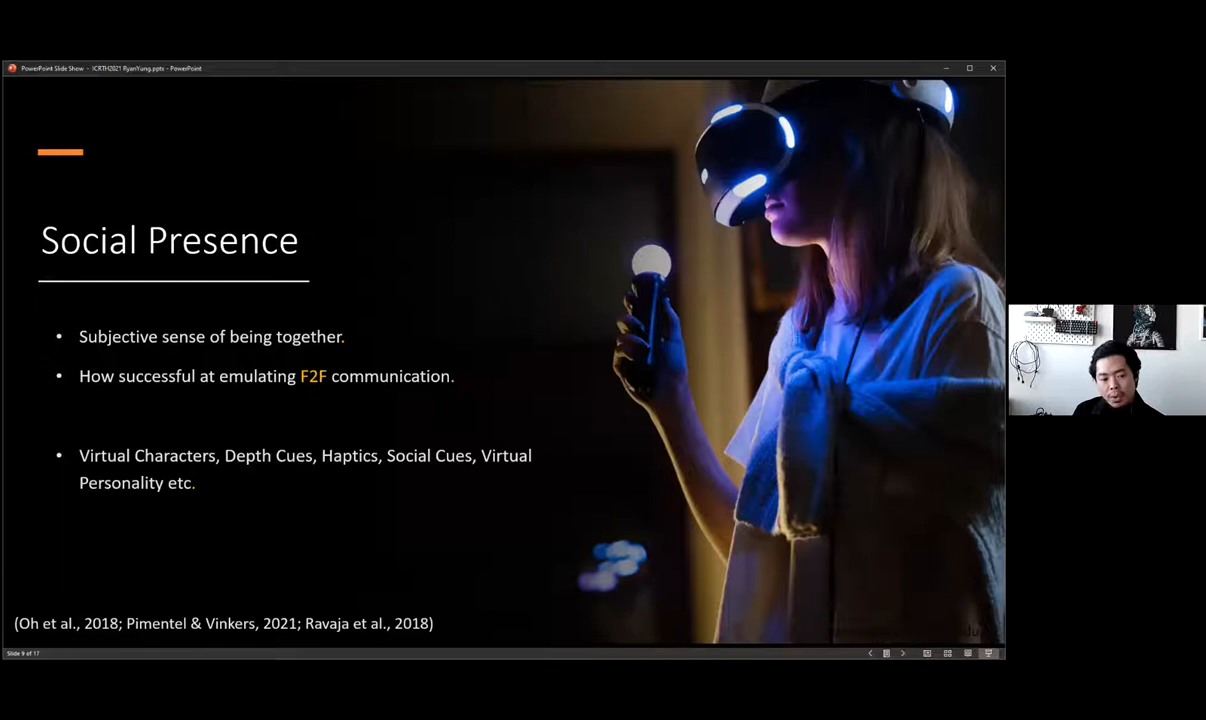 PowerPoint Slide Show - ICRTH2021 RyanYung.pptx - PowerPoint
Social Presence
• Subjective sense of being together.
• How successful at emulating F2F communication.
• Virtual Characters, Depth Cues, Haptics, Social Cues, Virtual
Personality etc.
(Oh et al., 2018; Pimentel & Vinkers, 2021; Ravaja et al., 2018)
Slide 9 of 17